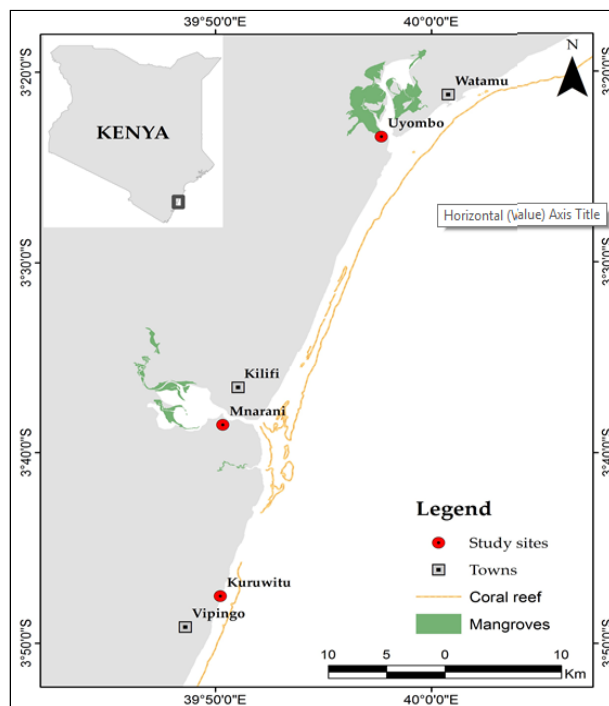 39°50'0"E
40°0'0"E
3°20'0"S
3°20'0"S
N
KENYA
Watamu
Uyombo
Horizontal (Value) Axis Title
3°30'0"S
3°30'0"S
Kilifi
Mnarani
3°40'0"S
3°40'0"S
Legend
Study sites
Towns
Coral reef
Mangroves
Kuruwitu
Vipingo
3°50'0"S
3°50'0"S
10 5 0 10
Km
39°50'0"E
40°0'0"E